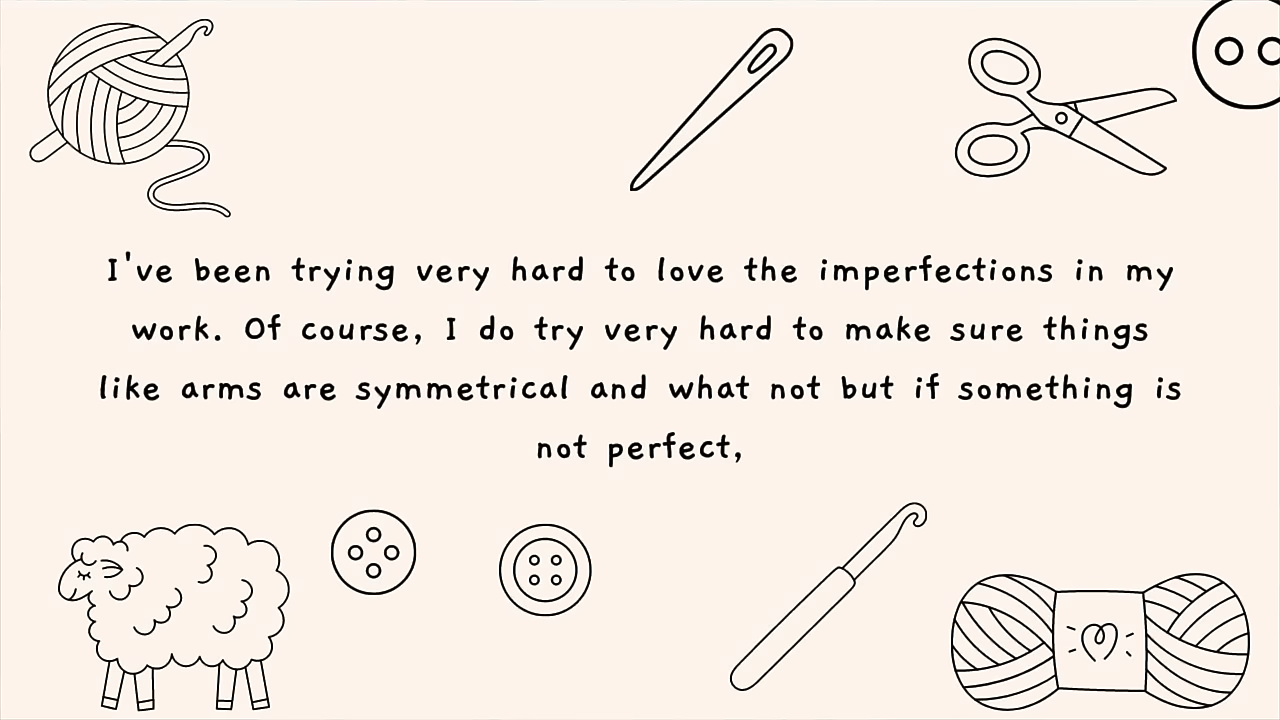 I've been trying very hard to love the imperfections in my
work. Of course, I do try very hard to make sure things
like arms are symmetrical and what not but if something is
not perfect,